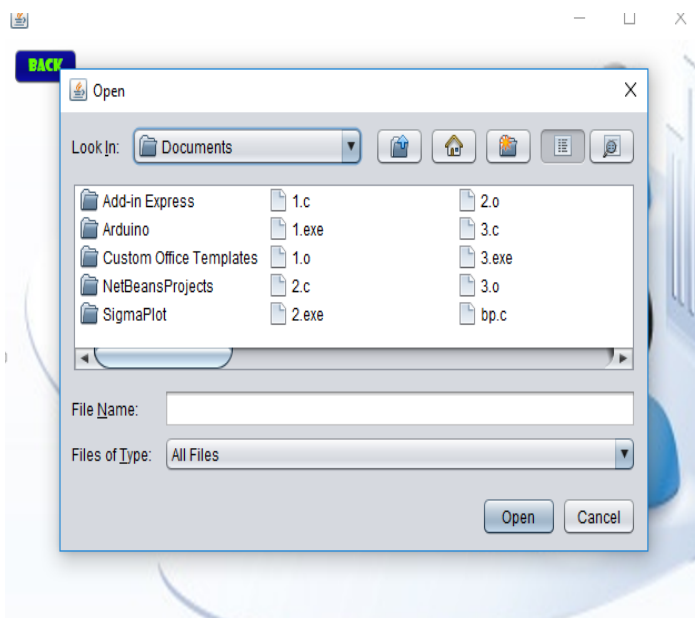 BACK
Open
Look In: Documents
Add-in Express 1.c 2.o
Arduino 1.exe 3.c
Custom Office Templates 1.o 3.exe
NetBeansProjects 2.c 3.o
SigmaPlot 2.exe bp.c
File Name:
Files of Type: All Files
Open Cancel